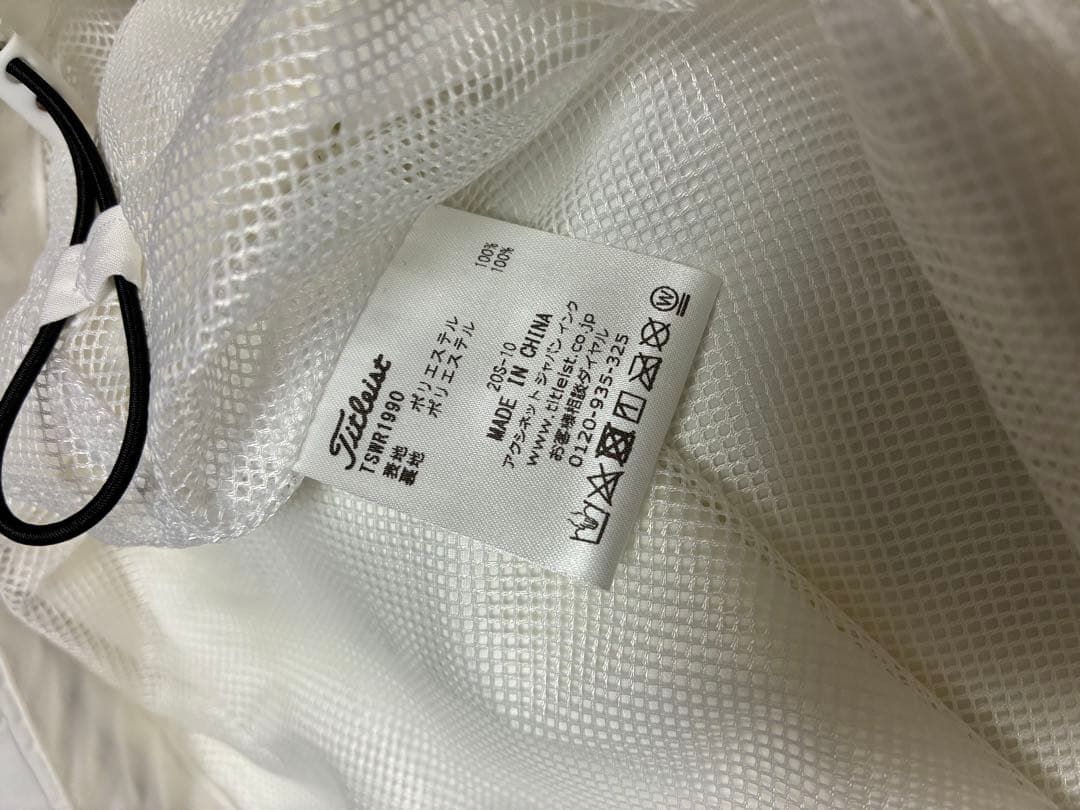 Titleist
TSWR1990
表地 ポリエステル 100%
裏地 ポリエステル 100%
20S-10
MADE IN CHINA
アクシネット ジャパン インク
www.titleist.co.jp
お客様相談ダイヤル
0120-935-325
W